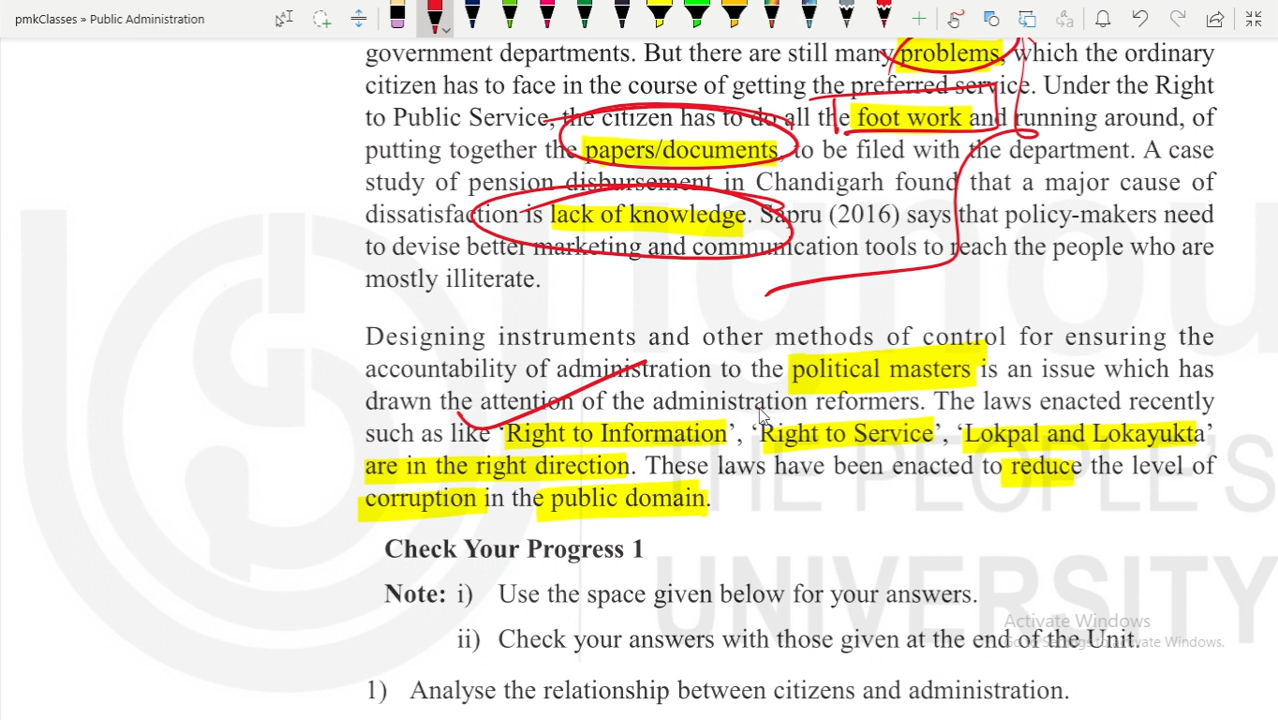 pmkClasses » Public Administration
government departments. But there are still many problems, which the ordinary
citizen has to face in the course of getting the preferred service. Under the Right
to Public Service, the citizen has to do all the foot work and running around, of
putting together the papers/documents, to be filed with the department. A case
study of pension disbursement in Chandigarh found that a major cause of
dissatisfaction is lack of knowledge. Sapru (2016) says that policy-makers need
to devise better marketing and communication tools to reach the people who are
mostly illiterate.
Designing instruments and other methods of control for ensuring the
accountability of administration to the political masters is an issue which has
drawn the attention of the administration reformers. The laws enacted recently
such as like ‘Right to Information’, ‘Right to Service’, ‘Lokpal and Lokayukta’
are in the right direction. These laws have been enacted to reduce the level of
corruption in the public domain.
Check Your Progress 1
Note: i) Use the space given below for your answers.
ii) Check your answers with those given at the end of the Unit.
1) Analyse the relationship between citizens and administration.
ignou
THE PEOPLE'S
UNIVERSITY
Activate Windows
Go to Settings to activate Windows.